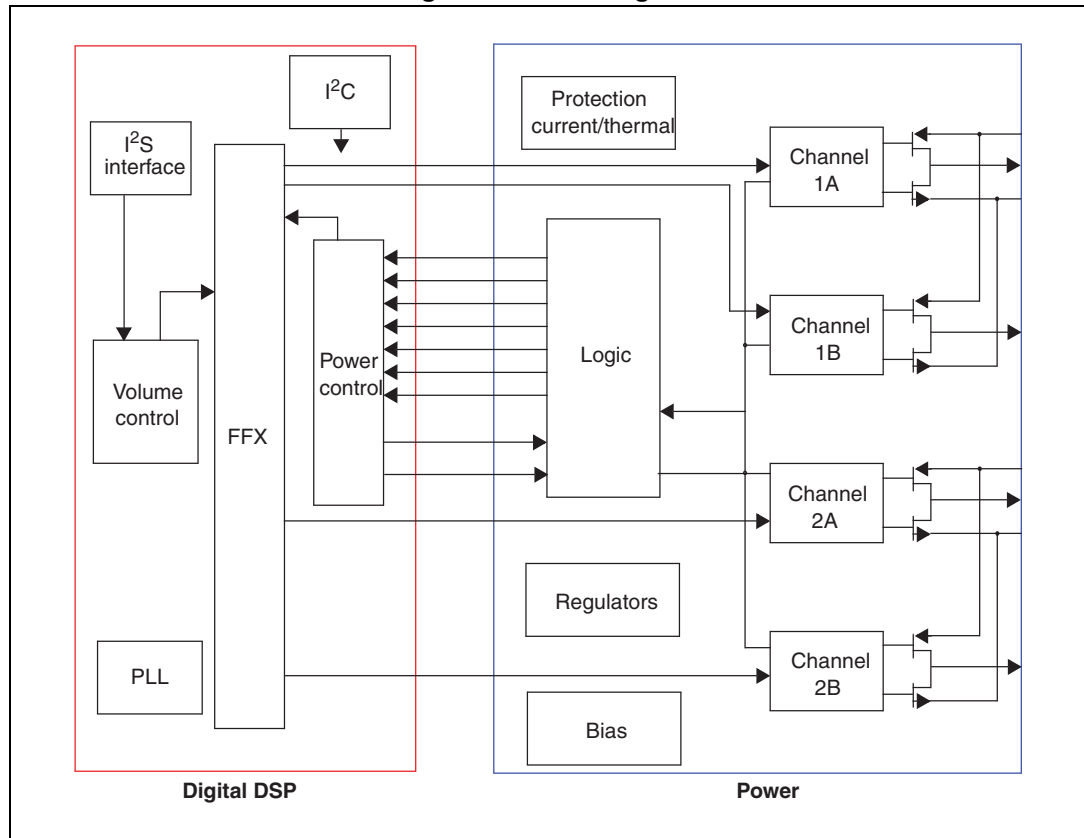 I²C
Protection
current/thermal
I²S
interface
Channel
1A
Channel
1B
Logic
Power
control
Volume
control
FFX
Channel
2A
Regulators
Channel
2B
PLL
Bias
Digital DSP
Power